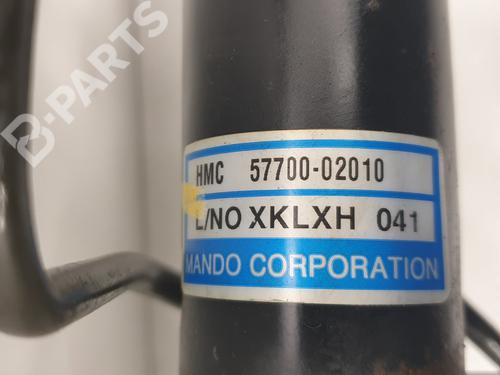 B-PARTS
HMC 57700-02010
L/NO XKLXH 041
MANDO CORPORATION